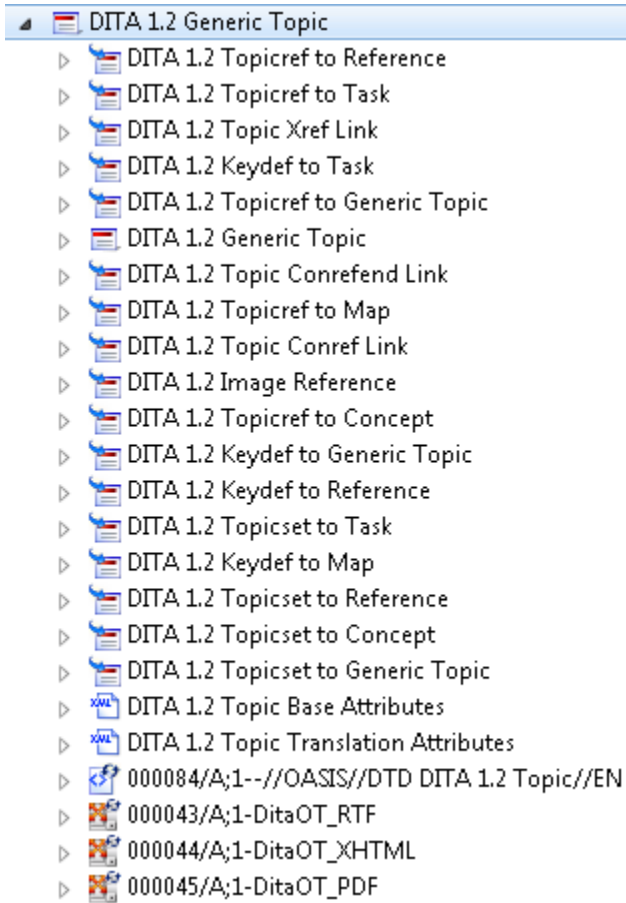 DITA 1.2 Generic Topic
DITA 1.2 Topicref to Reference
DITA 1.2 Topicref to Task
DITA 1.2 Topic Xref Link
DITA 1.2 Keydef to Task
DITA 1.2 Topicref to Generic Topic
DITA 1.2 Generic Topic
DITA 1.2 Topic Conrefend Link
DITA 1.2 Topicref to Map
DITA 1.2 Topic Conref Link
DITA 1.2 Image Reference
DITA 1.2 Topicref to Concept
DITA 1.2 Keydef to Generic Topic
DITA 1.2 Keydef to Reference
DITA 1.2 Topicset to Task
DITA 1.2 Keydef to Map
DITA 1.2 Topicset to Reference
DITA 1.2 Topicset to Concept
DITA 1.2 Topicset to Generic Topic
DITA 1.2 Topic Base Attributes
DITA 1.2 Topic Translation Attributes
000084/A;1--//OASIS//DTD DITA 1.2 Topic//EN
000043/A;1-DitaOT_RTF
000044/A;1-DitaOT_XHTML
000045/A;1-DitaOT_PDF